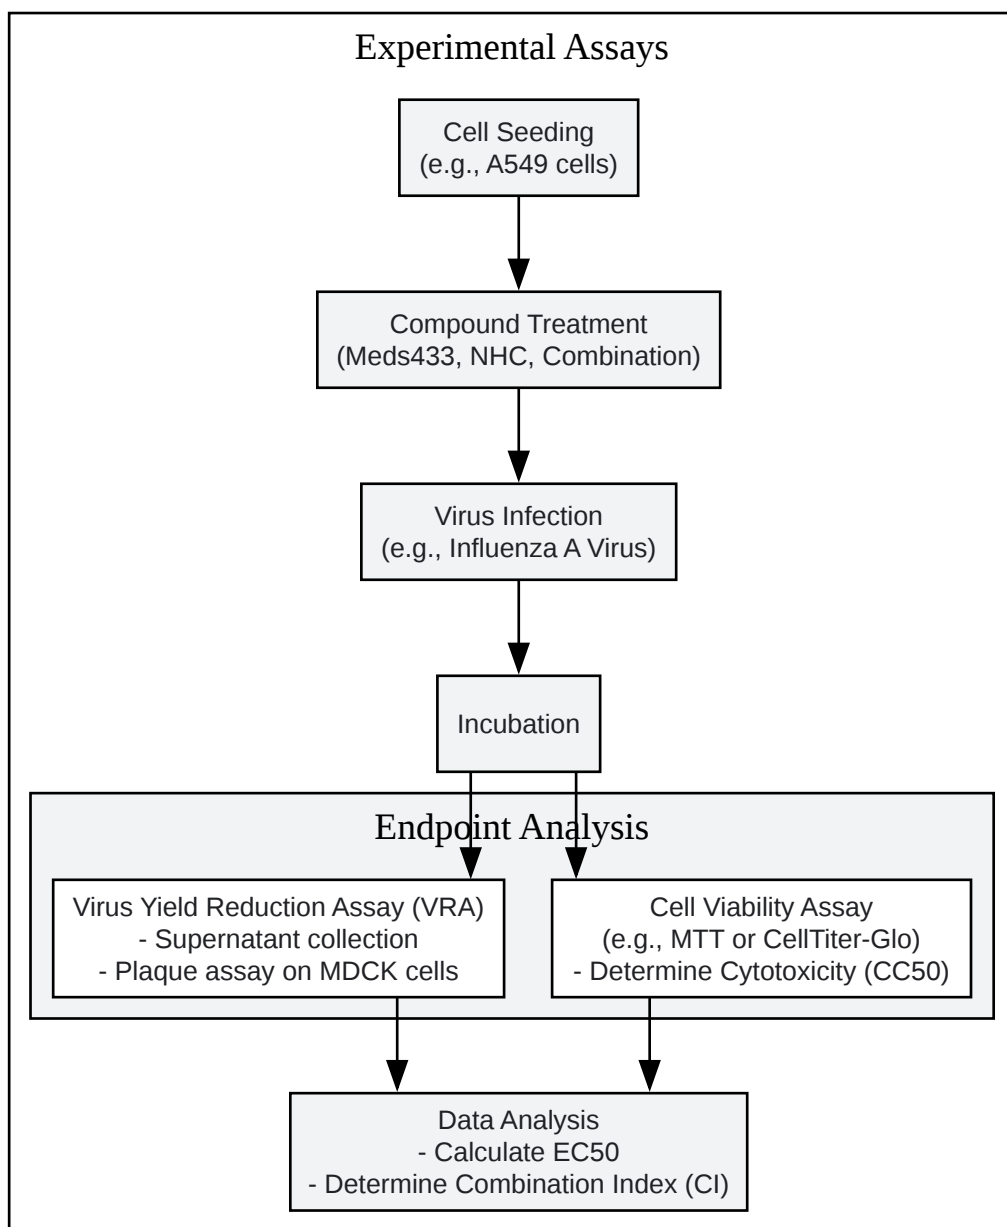 Experimental Assays
Cell Seeding
(e.g., A549 cells)
Compound Treatment
(Meds433, NHC, Combination)
Virus Infection
(e.g., Influenza A Virus)
Incubation
Endpoint Analysis
Virus Yield Reduction Assay (VRA)
- Supernatant collection
- Plaque assay on MDCK cells
Cell Viability Assay
(e.g., MTT or CellTiter-Glo)
- Determine Cytotoxicity (CC50)
Data Analysis
- Calculate EC50
- Determine Combination Index (CI)